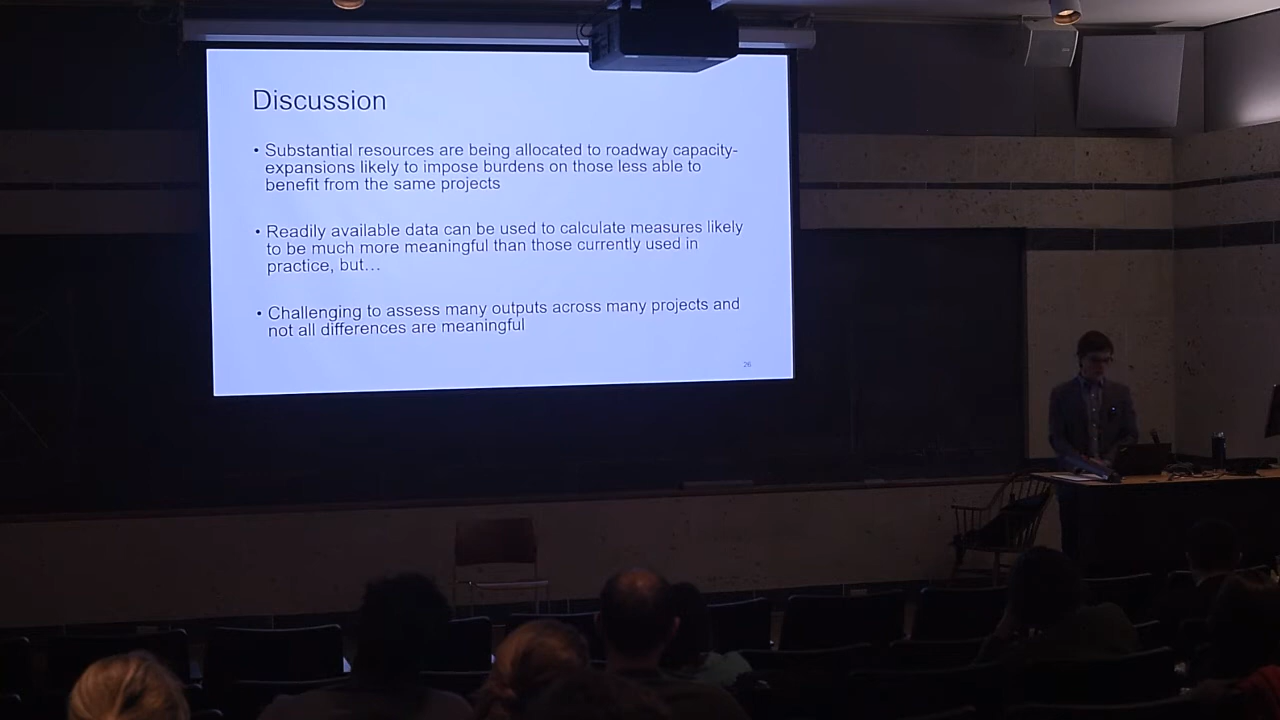 Discussion
• Substantial resources are being allocated to roadway capacity-
expansions likely to impose burdens on those less able to
benefit from the same projects
• Readily available data can be used to calculate measures likely
to be much more meaningful than those currently used in
practice, but…
• Challenging to assess many outputs across many projects and
not all differences are meaningful
26